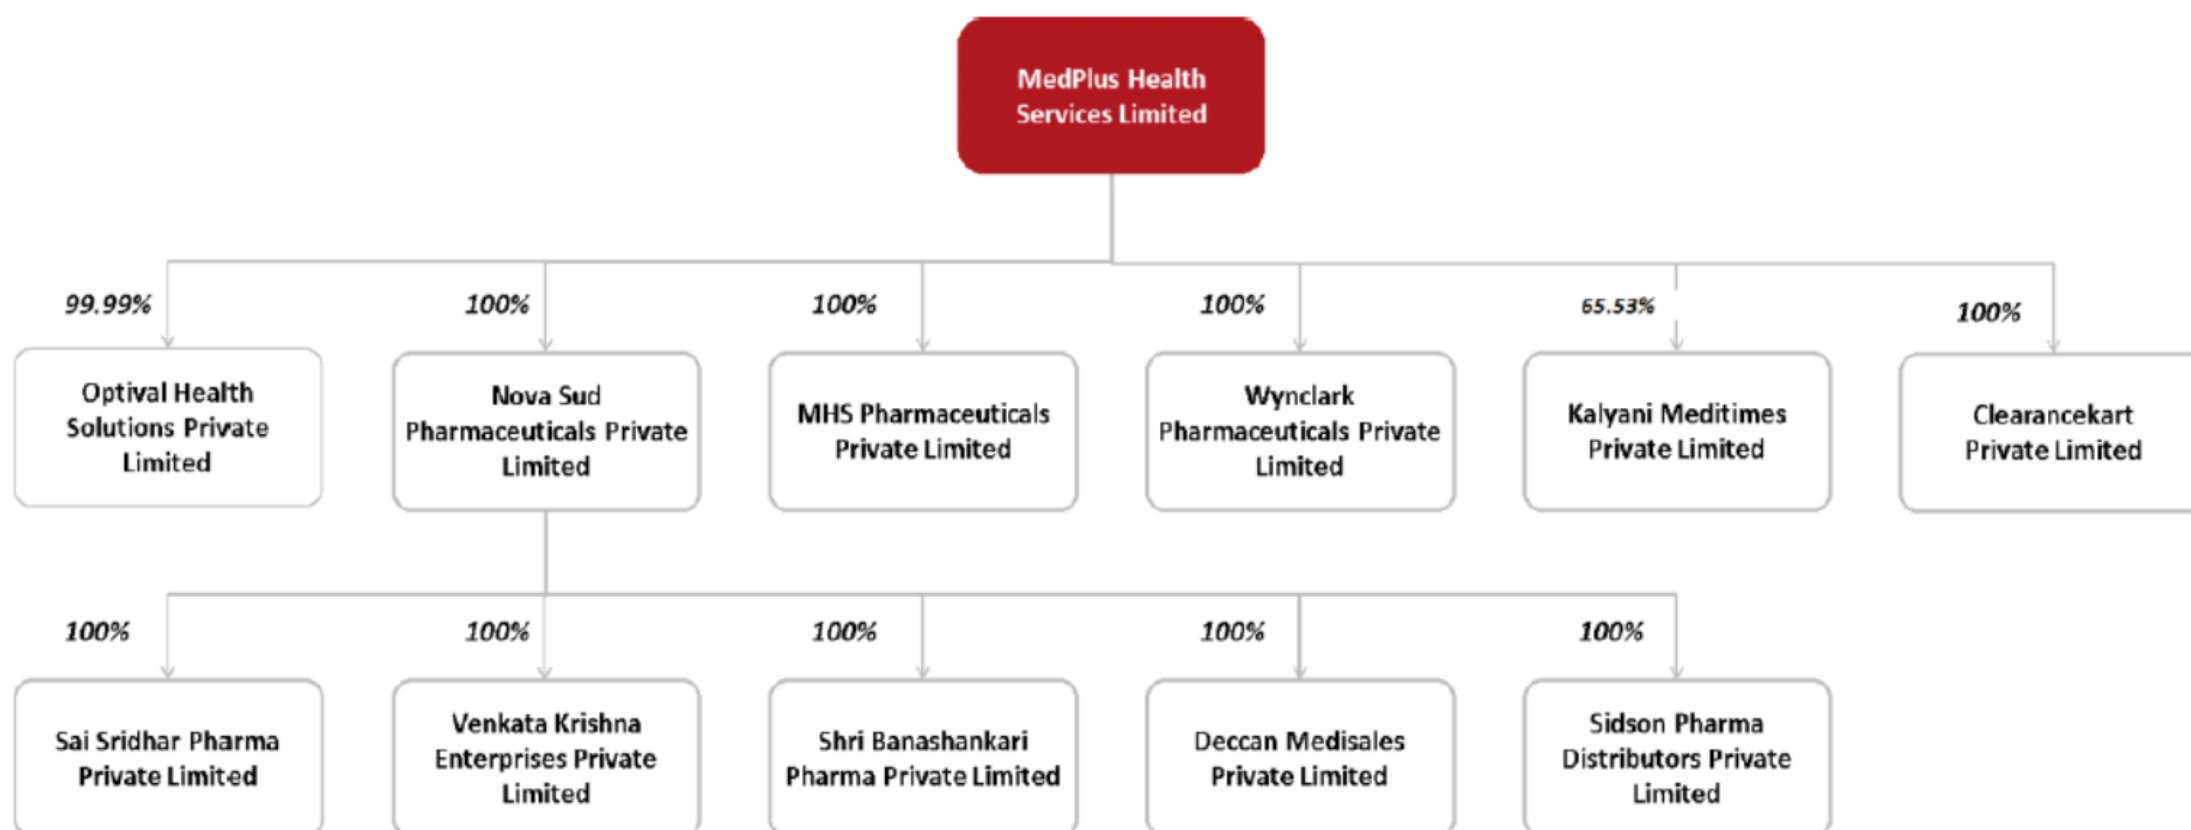 MedPlus Health
Services Limited
99.99%
100%
100%
100%
65.53%
100%
Optival Health
Solutions Private
Limited
Nova Sud
Pharmaceuticals Private
Limited
MHS Pharmaceuticals
Private Limited
Wynclark
Pharmaceuticals Private
Limited
Kalyani Meditimes
Private Limited
Clearancekart
Private Limited
100%
100%
100%
100%
100%
Sai Sridhar Pharma
Private Limited
Venkata Krishna
Enterprises Private
Limited
Shri Banashankari
Pharma Private Limited
Deccan Medisales
Private Limited
Sidson Pharma
Distributors Private
Limited